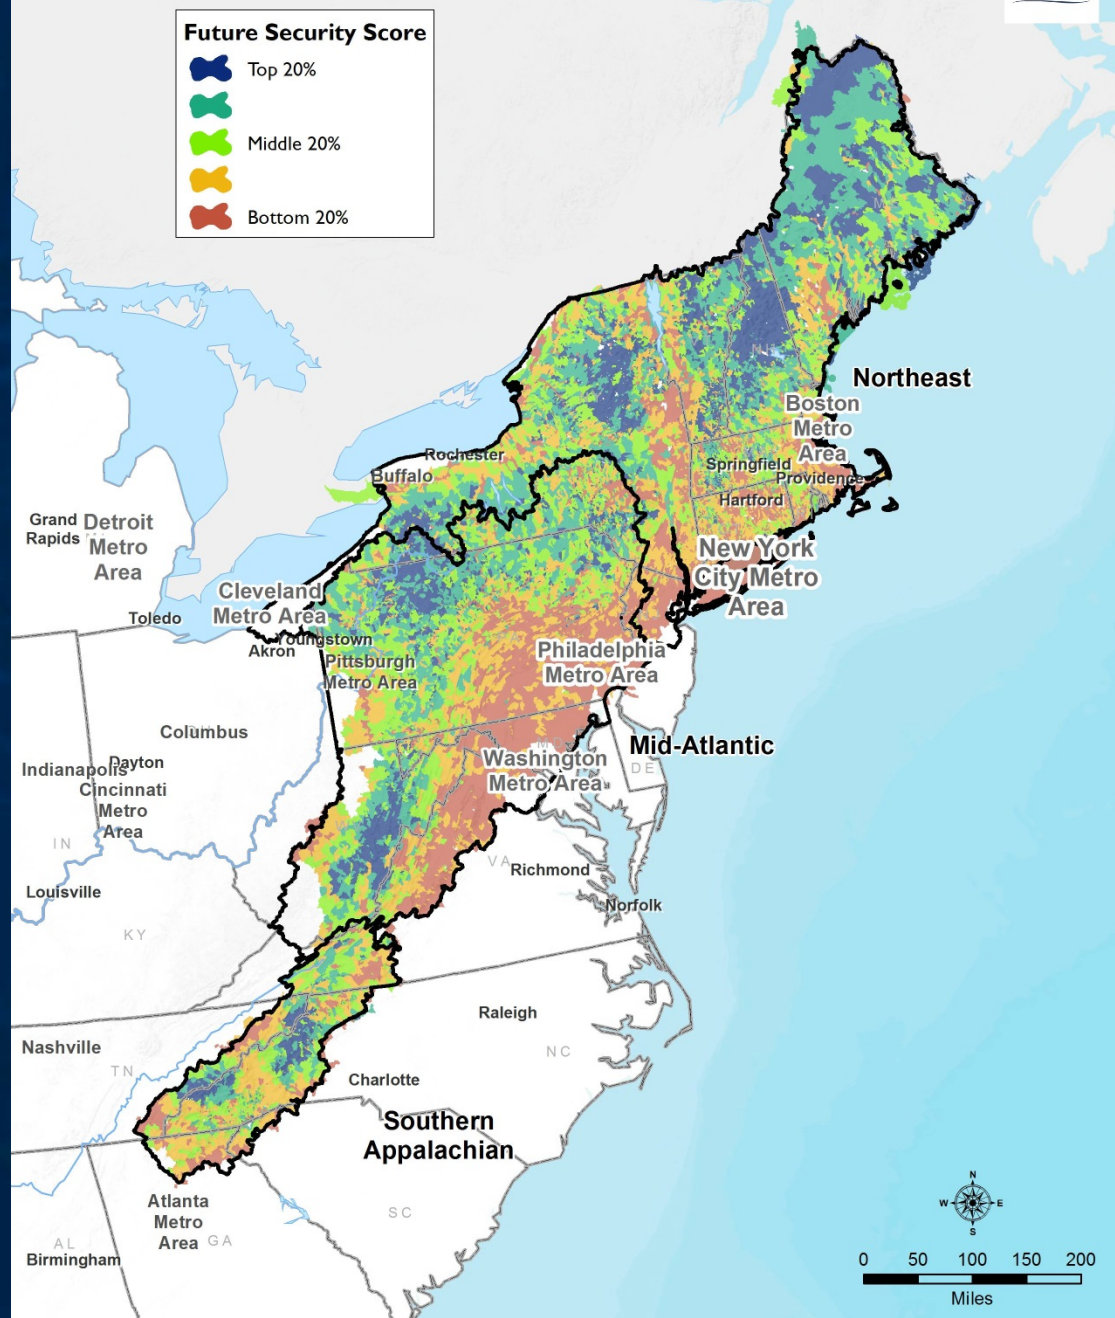 Future Security Score
Top 20%
Middle 20%
Bottom 20%
Northeast
Boston
Metro
Area
Rochester
Buffalo
Springfield
Providence
Hartford
Grand
Rapids
Detroit
Metro
Area
New York
City Metro
Area
Cleveland
Metro Area
Toledo
Youngstown
Akron
Pittsburgh
Metro Area
Philadelphia
Metro Area
Columbus
Mid-Atlantic
Washington
Metro Area
DE
Dayton
Indianapolis
Cincinnati
Metro
Area
IN
VA
Richmond
Louisville
Norfolk
KY
Raleigh
Nashville
NC
TN
Charlotte
Southern
Appalachian
Atlanta
Metro
Area
GA
SC
AL
Birmingham
N
W
E
S
0 50 100 150 200
Miles